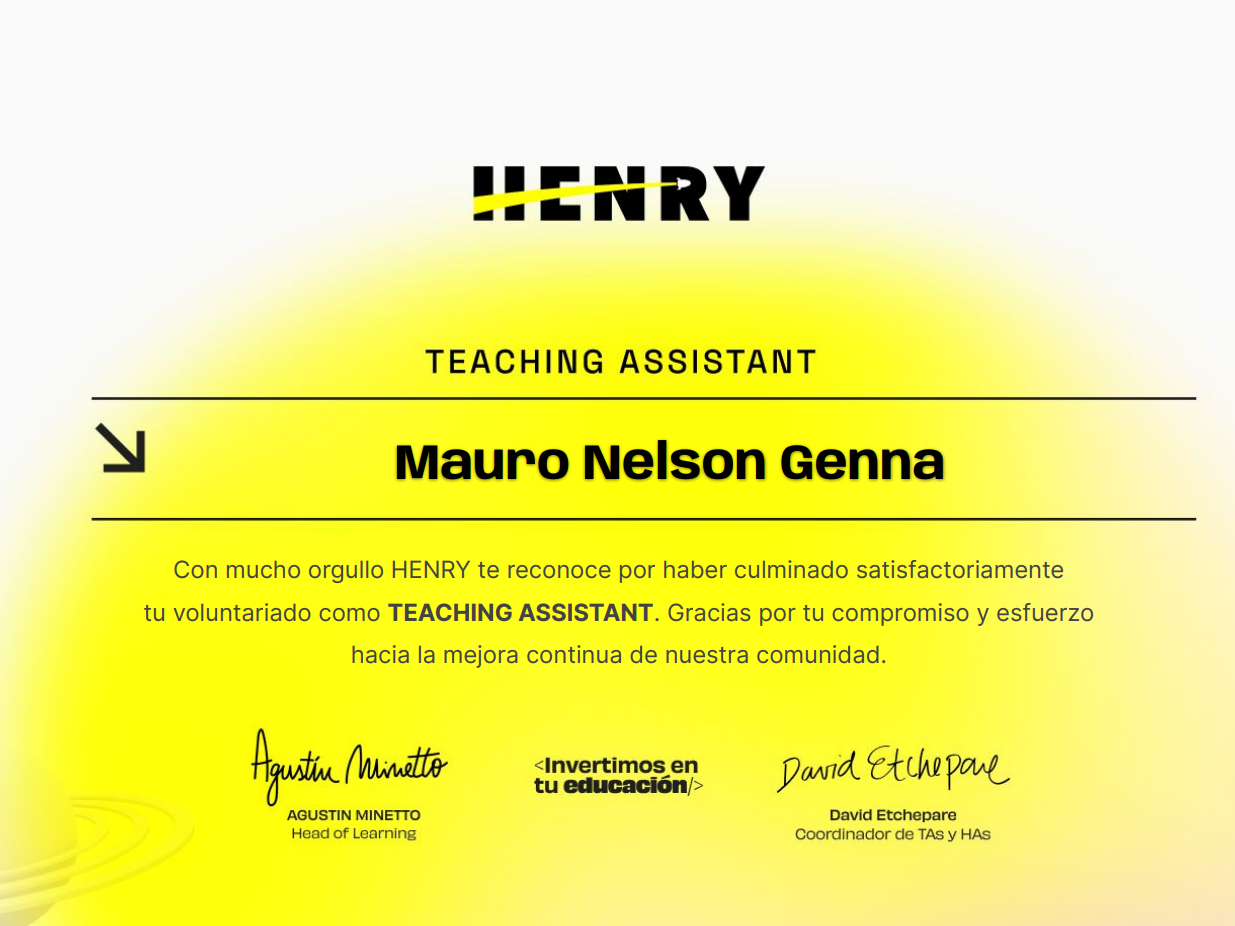 HENRY
TEACHING ASSISTANT
Mauro Nelson Genna
Con mucho orgullo HENRY te reconoce por haber culminado satisfactoriamente
tu voluntariado como TEACHING ASSISTANT. Gracias por tu compromiso y esfuerzo
hacia la mejora continua de nuestra comunidad.
Agustín Minetto
AGUSTIN MINETTO
Head of Learning
<Invertimos en
tu educación/>
David Etchepare
David Etchepare
Coordinador de TAs y HAs